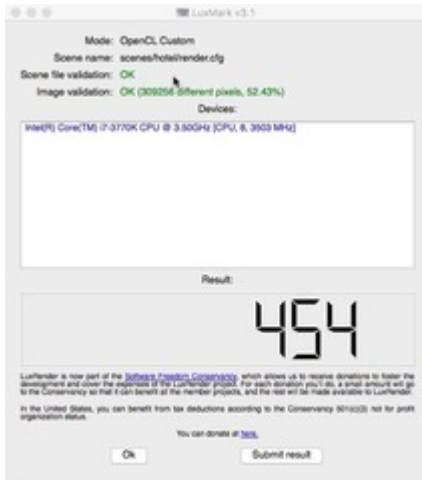 LuxMark v3.1
Mode: OpenCL Custom
Scene name: scenes/hotel/render.cfg
Scene file validation: OK
Image validation: OK (309256 different pixels, 52.43%)
Devices:
Intel(R) Core(TM) i7-3770K CPU @ 3.50GHz [CPU, 8, 3503 MHz]
Result:
454
LuxRender is now part of the Software Freedom Conservancy, which allows us to receive donations to foster the
development and cover the expenses of the LuxRender project. For each donation you'll do, a small amount will go
to the Conservancy so that it can benefit all the member projects, and the rest will be made available to LuxRender.
In the United States, you can benefit from tax deductions according to the Conservancy 501(c)(3) not for profit
organization status.
You can donate at here.
Ok
Submit result